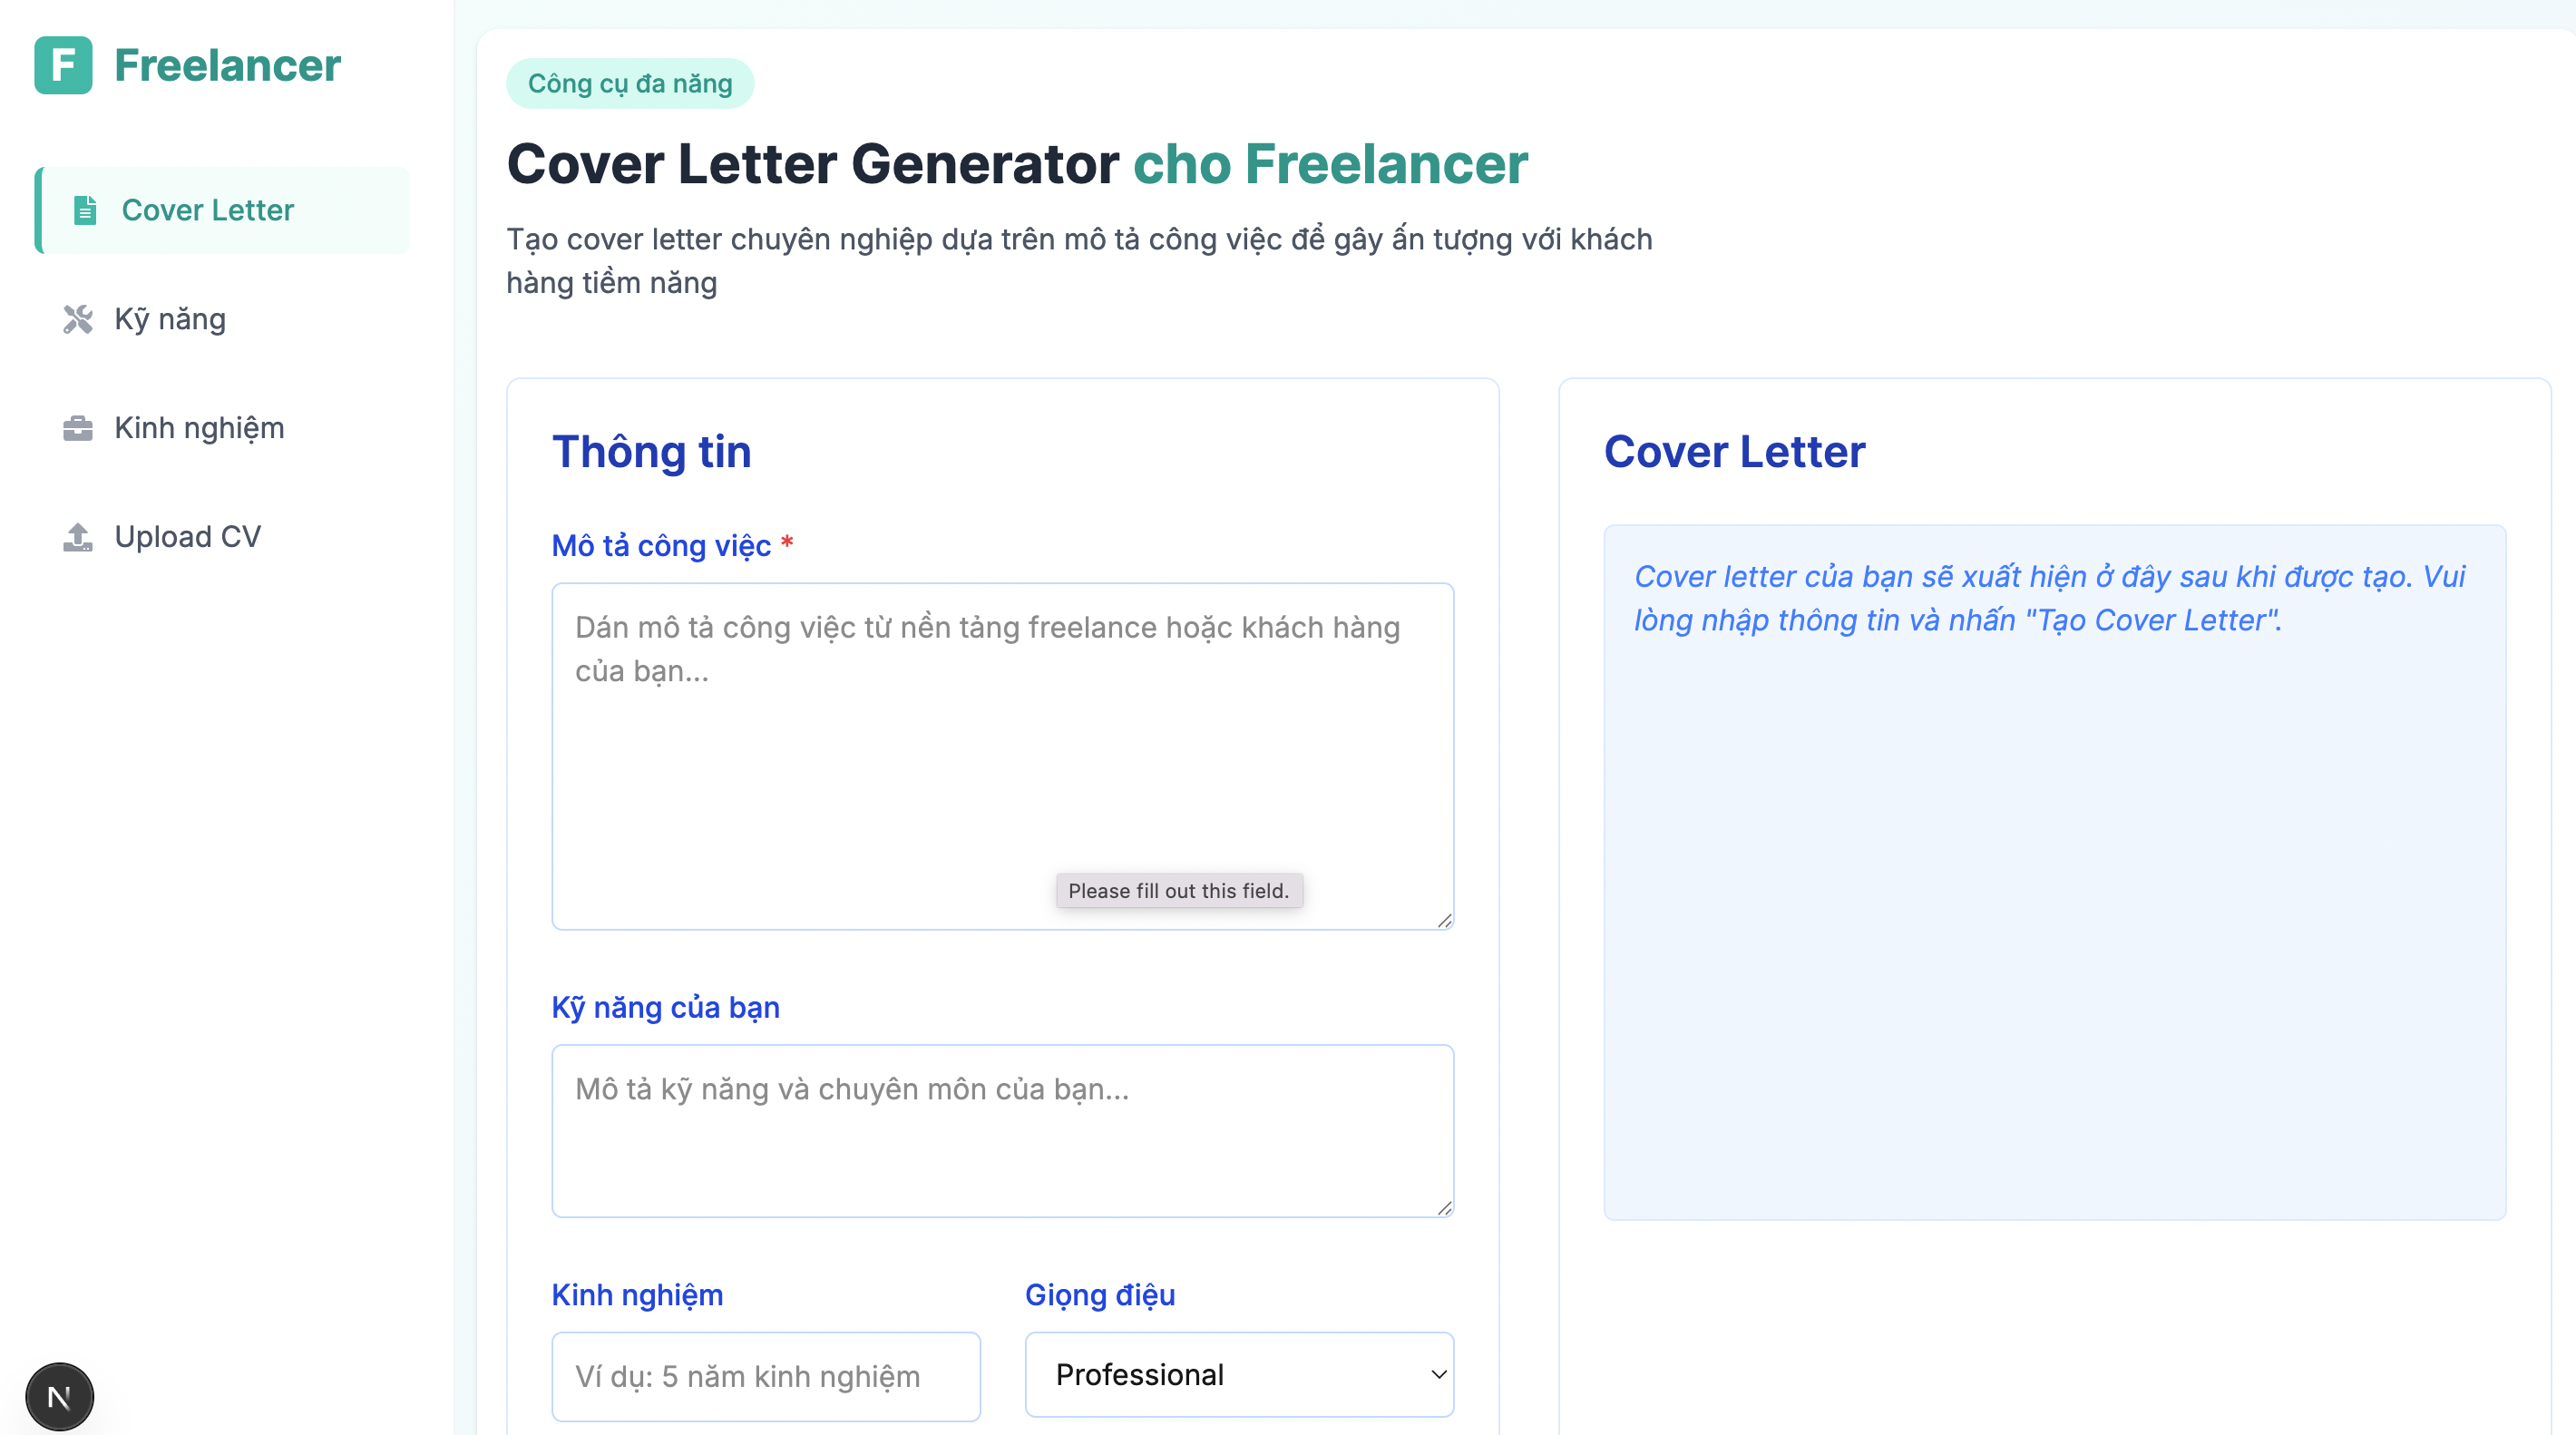 F Freelancer
Cover Letter
Kỹ năng
Kinh nghiệm
Upload CV
N
Công cụ đa năng
Cover Letter Generator cho Freelancer
Tạo cover letter chuyên nghiệp dựa trên mô tả công việc để gây ấn tượng với khách
hàng tiềm năng
Thông tin
Mô tả công việc *
Dán mô tả công việc từ nền tảng freelance hoặc khách hàng
của bạn...
Please fill out this field.
Kỹ năng của bạn
Mô tả kỹ năng và chuyên môn của bạn...
Kinh nghiệm
Ví dụ: 5 năm kinh nghiệm
Giọng điệu
Professional
Cover Letter
Cover letter của bạn sẽ xuất hiện ở đây sau khi được tạo. Vui
lòng nhập thông tin và nhấn "Tạo Cover Letter".